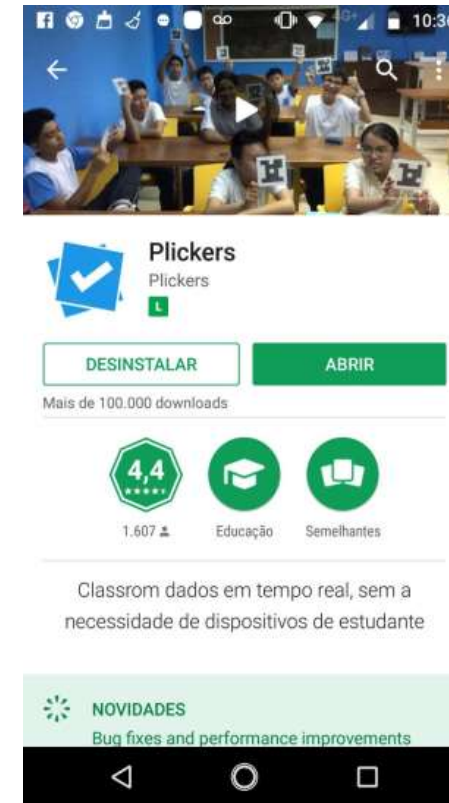 4G+
10:36
Plickers
Plickers
L
DESINSTALAR
ABRIR
Mais de 100.000 downloads
4,4
1.607
Educação
Semelhantes
Classrom dados em tempo real, sem a
necessidade de dispositivos de estudante
NOVIDADES
Bug fixes and performance improvements